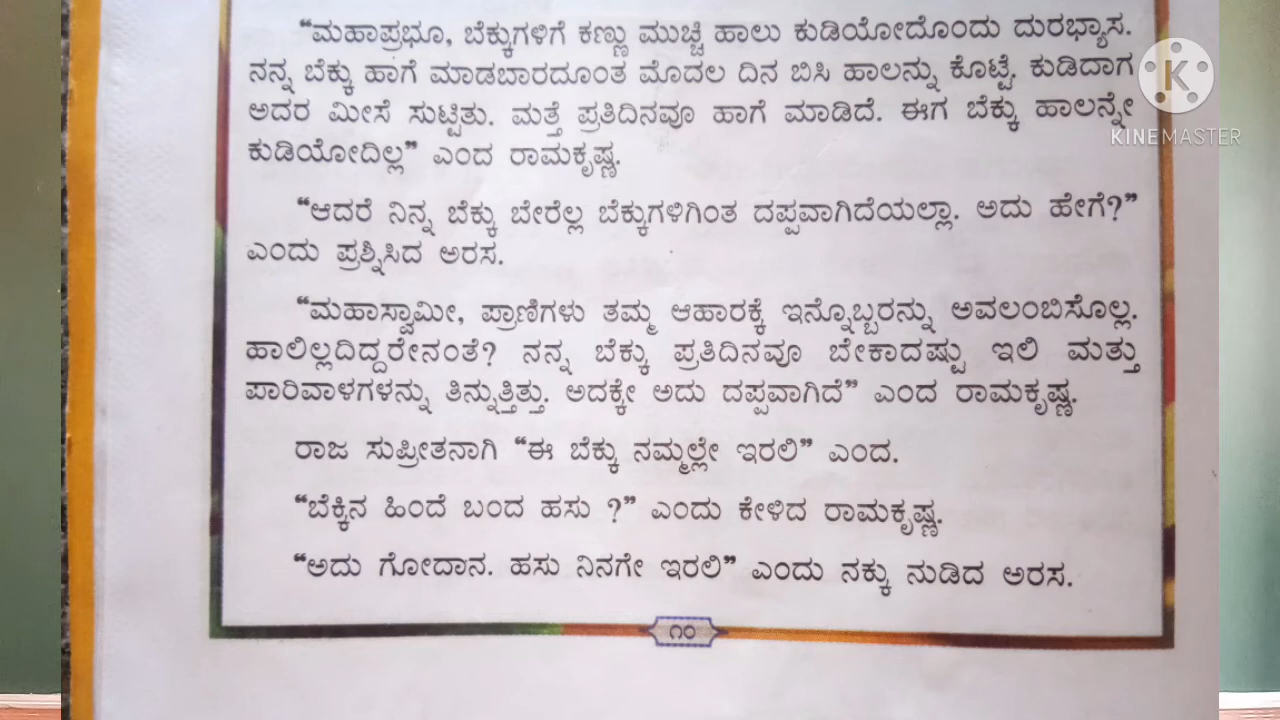 “ಮಹಾಪ್ರಭೂ, ಬೆಕ್ಕುಗಳಿಗೆ ಕಣ್ಣು ಮುಚ್ಚಿ ಹಾಲು ಕುಡಿಯೋದೊಂದು ದುರಭ್ಯಾಸ.
ನನ್ನ ಬೆಕ್ಕು ಹಾಗೆ ಮಾಡಬಾರದೂಂತ ಮೊದಲ ದಿನ ಬಿಸಿ ಹಾಲನ್ನು ಕೊಟ್ಟೆ. ಕುಡಿದಾಗ
ಅದರ ಮೀಸೆ ಸುಟ್ಟಿತು. ಮತ್ತೆ ಪ್ರತಿದಿನವೂ ಹಾಗೆ ಮಾಡಿದೆ. ಈಗ ಬೆಕ್ಕು ಹಾಲನ್ನೇ
ಕುಡಿಯೋದಿಲ್ಲ” ಎಂದ ರಾಮಕೃಷ್ಣ.
“ಆದರೆ ನಿನ್ನ ಬೆಕ್ಕು ಬೇರೆಲ್ಲ ಬೆಕ್ಕುಗಳಿಗಿಂತ ದಪ್ಪವಾಗಿದೆಯಲ್ಲಾ. ಅದು ಹೇಗೆ?”
ಎಂದು ಪ್ರಶ್ನಿಸಿದ ಅರಸ.
“ಮಹಾಸ್ವಾಮೀ, ಪ್ರಾಣಿಗಳು ತಮ್ಮ ಆಹಾರಕ್ಕೆ ಇನ್ನೊಬ್ಬರನ್ನು ಅವಲಂಬಿಸೊಲ್ಲ.
ಹಾಲಿಲ್ಲದಿದ್ದರೇನಂತೆ? ನನ್ನ ಬೆಕ್ಕು ಪ್ರತಿದಿನವೂ ಬೇಕಾದಷ್ಟು ಇಲಿ ಮತ್ತು
ಪಾರಿವಾಳಗಳನ್ನು ತಿನ್ನುತ್ತಿತ್ತು. ಅದಕ್ಕೇ ಅದು ದಪ್ಪವಾಗಿದೆ” ಎಂದ ರಾಮಕೃಷ್ಣ.
ರಾಜ ಸುಪ್ರೀತನಾಗಿ “ಈ ಬೆಕ್ಕು ನಮ್ಮಲ್ಲೇ ಇರಲಿ” ಎಂದ.
“ಬೆಕ್ಕಿನ ಹಿಂದೆ ಬಂದ ಹಸು ?” ಎಂದು ಕೇಳಿದ ರಾಮಕೃಷ್ಣ.
“ಅದು ಗೋದಾನ. ಹಸು ನಿನಗೇ ಇರಲಿ” ಎಂದು ನಕ್ಕು ನುಡಿದ ಅರಸ.
೧೦
K
KINEMASTER